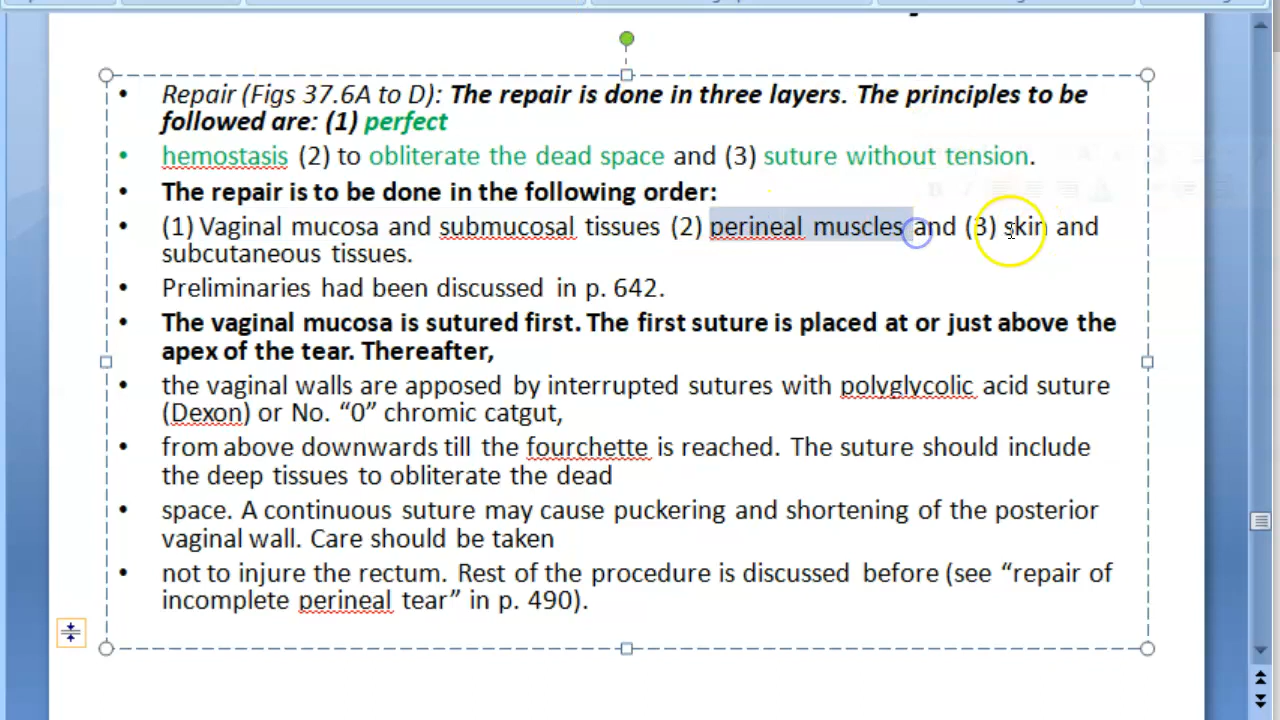 Repair (Figs 37.6A to D): The repair is done in three layers. The principles to be
followed are: (1) perfect
hemostasis (2) to obliterate the dead space and (3) suture without tension.
The repair is to be done in the following order:
(1) Vaginal mucosa and submucosal tissues (2) perineal muscles and (3) skin and
subcutaneous tissues.
Preliminaries had been discussed in p. 642.
The vaginal mucosa is sutured first. The first suture is placed at or just above the
apex of the tear. Thereafter,
the vaginal walls are apposed by interrupted sutures with polyglycolic acid suture
(Dexon) or No. “0” chromic catgut,
from above downwards till the fourchette is reached. The suture should include
the deep tissues to obliterate the dead
space. A continuous suture may cause puckering and shortening of the posterior
vaginal wall. Care should be taken
not to injure the rectum. Rest of the procedure is discussed before (see “repair of
incomplete perineal tear” in p. 490).